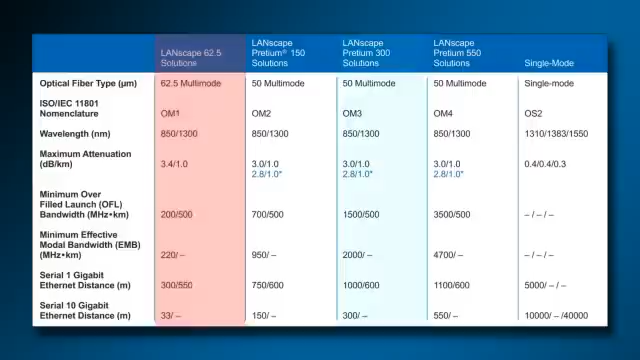 LANscape 62.5 Solutions
LANscape Pretium® 150 Solutions
LANscape Pretium 300 Solutions
LANscape Pretium 550 Solutions
Single-Mode
Optical Fiber Type (µm) 62.5 Multimode 50 Multimode 50 Multimode 50 Multimode Single-mode
ISO/IEC 11801 Nomenclature OM1 OM2 OM3 OM4 OS2
Wavelength (nm) 850/1300 850/1300 850/1300 850/1300 1310/1383/1550
Maximum Attenuation (dB/km) 3.4/1.0 3.0/1.0 3.0/1.0 3.0/1.0 0.4/0.4/0.3
2.8/1.0* 2.8/1.0* 2.8/1.0*
Minimum Over Filled Launch (OFL) Bandwidth (MHz•km) 200/500 700/500 1500/500 3500/500 – / – / –
Minimum Effective Modal Bandwidth (EMB) (MHz•km) 220/ – 950/ – 2000/ – 4700/ – – / – / –
Serial 1 Gigabit Ethernet Distance (m) 300/550 750/600 1000/600 1100/600 5000/ – / –
Serial 10 Gigabit Ethernet Distance (m) 33/ – 150/ – 300/ – 550/ – 10000/ – /40000